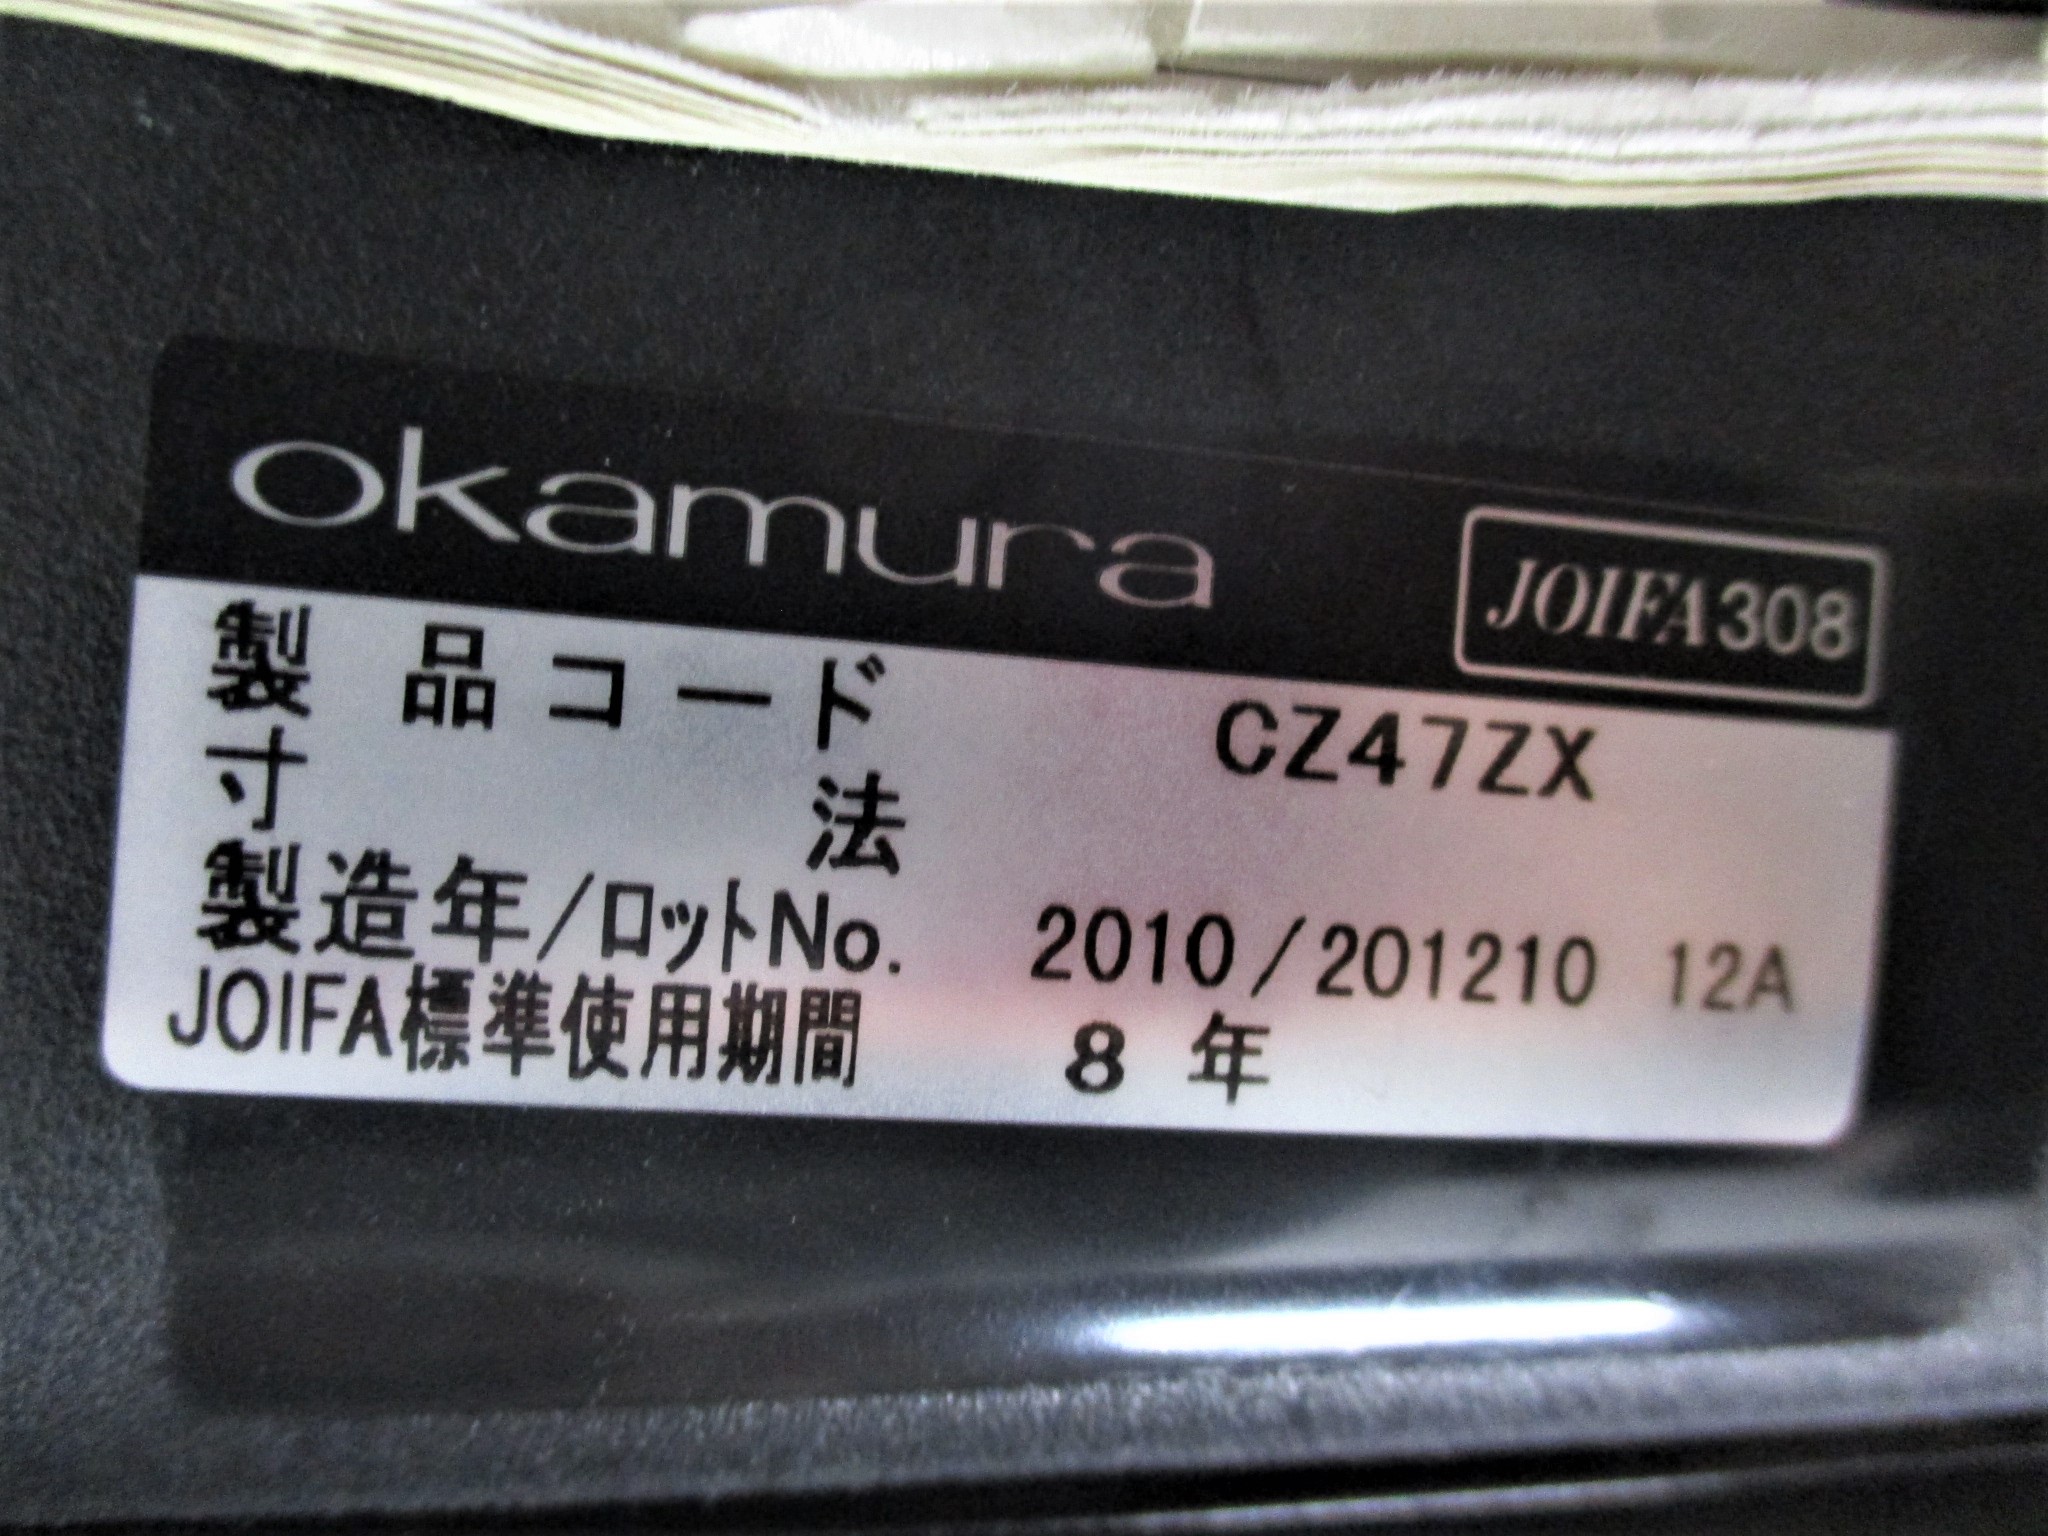 okamura
JOIFA308
製品コード CZ47ZX
寸法
製造年/ロットNo. 2010/201210 12A
JOIFA標準使用期間 8年